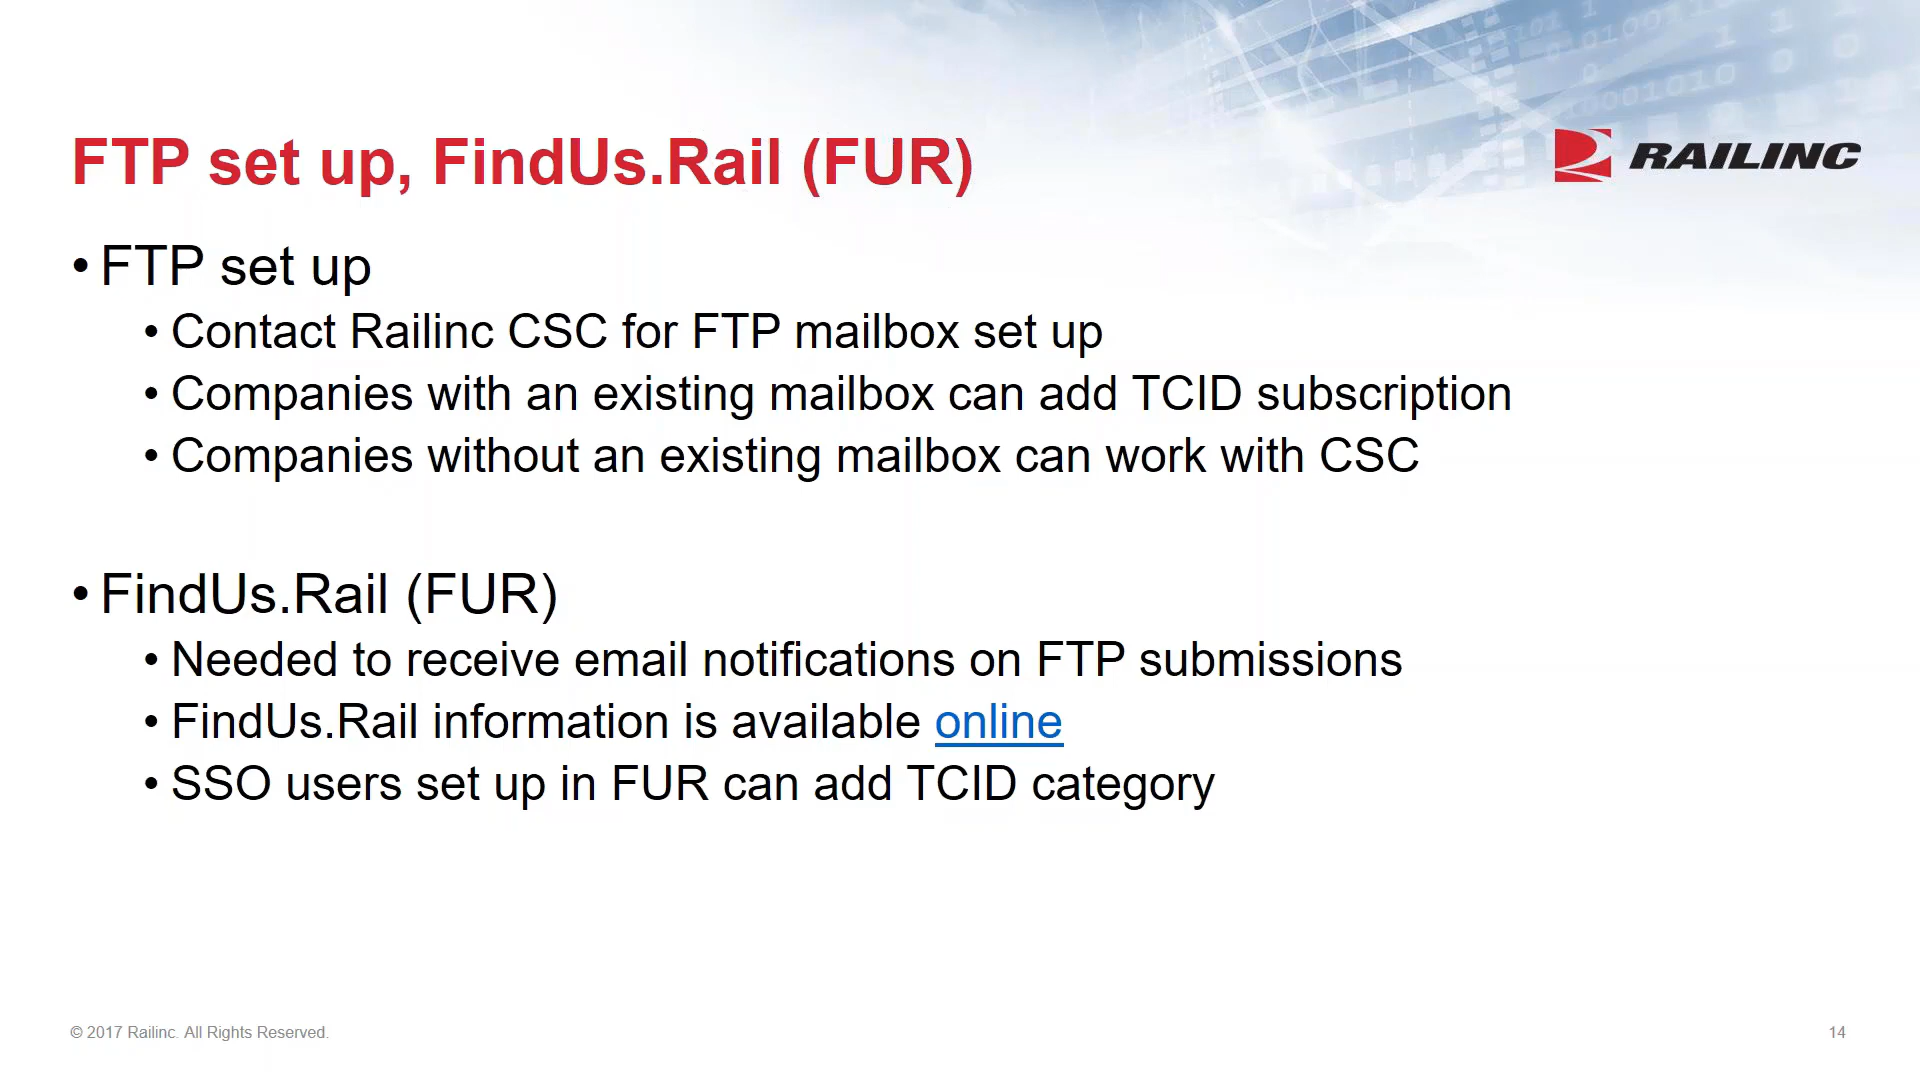 FTP set up, FindUs.Rail (FUR)
RAILINC
• FTP set up
• Contact Railinc CSC for FTP mailbox set up
• Companies with an existing mailbox can add TCID subscription
• Companies without an existing mailbox can work with CSC
• FindUs.Rail (FUR)
• Needed to receive email notifications on FTP submissions
• FindUs.Rail information is available online
• SSO users set up in FUR can add TCID category
© 2017 Railinc. All Rights Reserved.
14